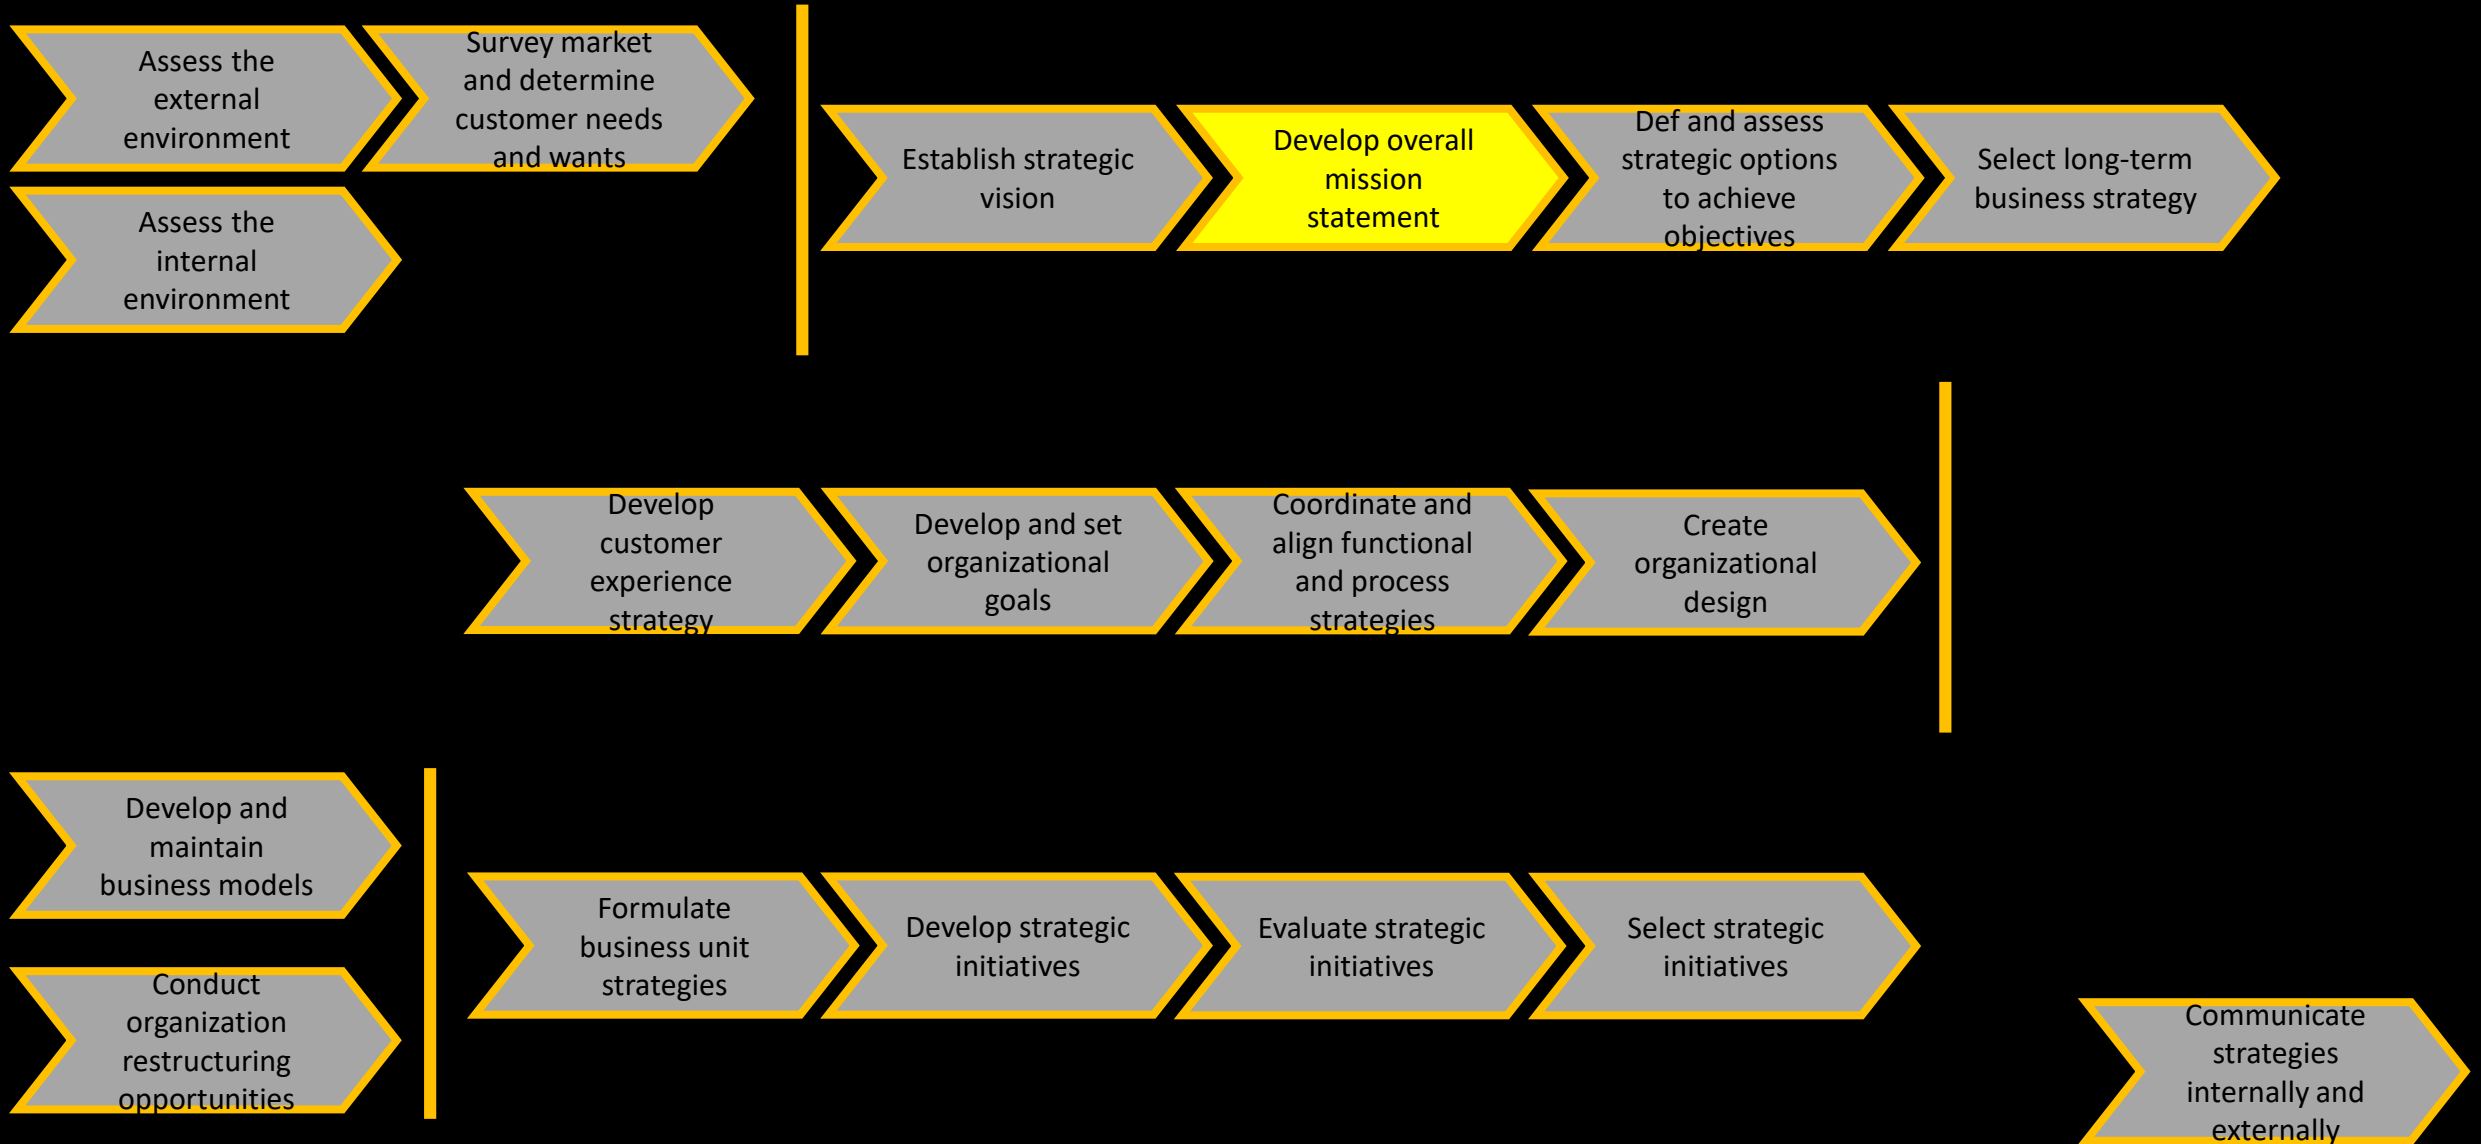 Assess the
external
environment
Survey market
and determine
customer needs
and wants
Assess the
internal
environment
Establish strategic
vision
Develop overall
mission
statement
Def and assess
strategic options
to achieve
objectives
Select long-term
business strategy
Develop
customer
experience
strategy
Develop and set
organizational
goals
Coordinate and
align functional
and process
strategies
Create
organizational
design
Develop and
maintain
business models
Conduct
organization
restructuring
opportunities
Formulate
business unit
strategies
Develop strategic
initiatives
Evaluate strategic
initiatives
Select strategic
initiatives
Communicate
strategies
internally and
externally